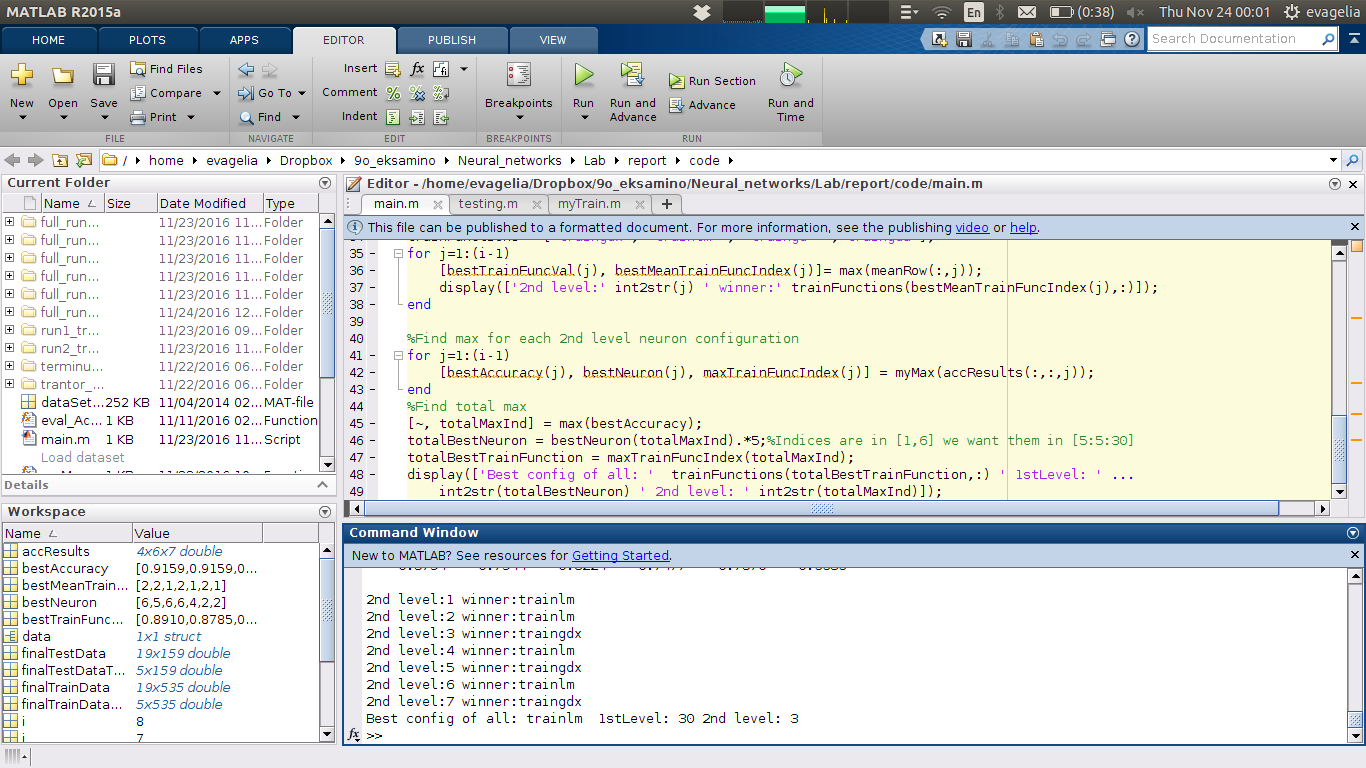 MATLAB R2015a
En
(0:38)
Thu Nov 24 00:01
evagelia
HOME PLOTS APPS EDITOR PUBLISH VIEW
Search Documentation
New Open Save
Find Files
Compare
Print
FILE
Go To
Find
NAVIGATE
Insert
Comment
Indent
EDIT
Breakpoints
BREAKPOINTS
Run
Run and Advance
Run Section
Advance
Run and Time
RUN
/ home evagelia Dropbox 9o_eksamino Neural_networks Lab report code
Current Folder
Name Size Date Modified Type
full_run... 11/23/2016 11... Folder
full_run... 11/23/2016 11... Folder
full_run... 11/23/2016 11... Folder
full_run... 11/23/2016 11... Folder
full_run... 11/23/2016 11... Folder
full_run... 11/24/2016 12... Folder
run1_tr... 11/23/2016 09... Folder
run2_tr... 11/23/2016 11... Folder
terminu... 11/22/2016 06... Folder
trantor_... 11/22/2016 06... Folder
dataSet... 252 KB 11/04/2014 02... MAT-file
eval_Ac... 1 KB 11/11/2016 02... Function
main.m 1 KB 11/23/2016 11... Script
Load dataset
Details
Workspace
Name Value
accResults 4x6x7 double
bestAccuracy [0.9159,0.9159,0...
bestMeanTrain... [2,2,1,2,1,2,1]
bestNeuron [6,5,6,6,4,2,2]
bestTrainFunc... [0.8910,0.8785,0...
data 1x1 struct
finalTestData 19x159 double
finalTestDataT... 5x159 double
finalTrainData 19x535 double
finalTrainData... 5x535 double
i 8
j 7
Editor - /home/evagelia/Dropbox/9o_eksamino/Neural_networks/Lab/report/code/main.m
main.m testing.m myTrain.m
This file can be published to a formatted document. For more information, see the publishing video or help.
35 for j=1:(i-1)
36 [bestTrainFuncVal(j), bestMeanTrainFuncIndex(j)]= max(meanRow(:,j));
37 display(['2nd level:' int2str(j) ' winner:' trainFunctions(bestMeanTrainFuncIndex(j),:)]);
38 end
39
40 %Find max for each 2nd level neuron configuration
41 for j=1:(i-1)
42 [bestAccuracy(j), bestNeuron(j), maxTrainFuncIndex(j)] = myMax(accResults(:,:,j));
43 end
44 %Find total max
45 [~, totalMaxInd] = max(bestAccuracy);
46 totalBestNeuron = bestNeuron(totalMaxInd).*5;%Indices are in [1,6] we want them in [5:5:30]
47 totalBestTrainFunction = maxTrainFuncIndex(totalMaxInd);
48 display(['Best config of all: ' trainFunctions(totalBestTrainFunction,:) ' 1stLevel: ' ...
49 int2str(totalBestNeuron) ' 2nd level: ' int2str(totalMaxInd)]);
Command Window
New to MATLAB? See resources for Getting Started.
2nd level:1 winner:trainlm
2nd level:2 winner:trainlm
2nd level:3 winner:traingdx
2nd level:4 winner:trainlm
2nd level:5 winner:traingdx
2nd level:6 winner:trainlm
2nd level:7 winner:traingdx
Best config of all: trainlm 1stLevel: 30 2nd level: 3
fx >>